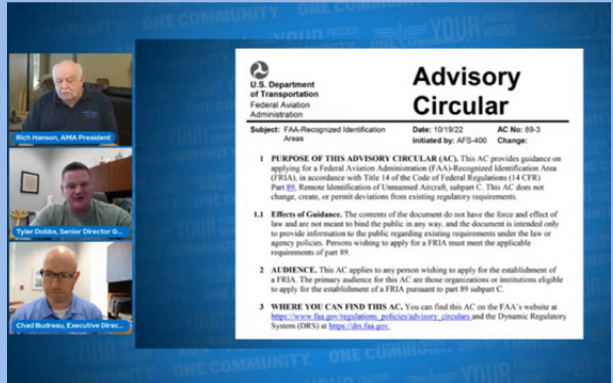 ONE COMMUNITY.
YOUR PASSION
Rich Hanson, AMA President
Tyler Dobbs, Senior Director G...
Chad Budreau, Executive Direc...
U.S. Department
of Transportation
Federal Aviation
Administration
Advisory
Circular
Subject: FAA-Recognized Identification
Areas
Date: 10/19/22
Initiated by: AFS-400
AC No: 89-3
Change:
1 PURPOSE OF THIS ADVISORY CIRCULAR (AC). This AC provides guidance on
applying for a Federal Aviation Administration (FAA)-Recognized Identification Area
(FRIA), in accordance with Title 14 of the Code of Federal Regulations (14 CFR)
Part 89, Remote Identification of Unmanned Aircraft, subpart C. This AC does not
change, create, or permit deviations from existing regulatory requirements.
1.1 Effects of Guidance. The contents of the document do not have the force and effect of
law and are not meant to bind the public in any way, and the document is intended only
to provide information to the public regarding existing requirements under the law or
agency policies. Persons wishing to apply for a FRIA must meet the applicable
requirements of part 89.
2 AUDIENCE. This AC applies to any person wishing to apply for the establishment of
a FRIA. The primary audience for this AC are those organizations or institutions eligible
to apply for the establishment of a FRIA pursuant to part 89 subpart C.
3 WHERE YOU CAN FIND THIS AC. You can find this AC on the FAA's website at
https://www.faa.gov/regulations_policies/advisory_circulars and the Dynamic Regulatory
System (DRS) at https://drs.faa.gov.
ONE COMMUNITY.